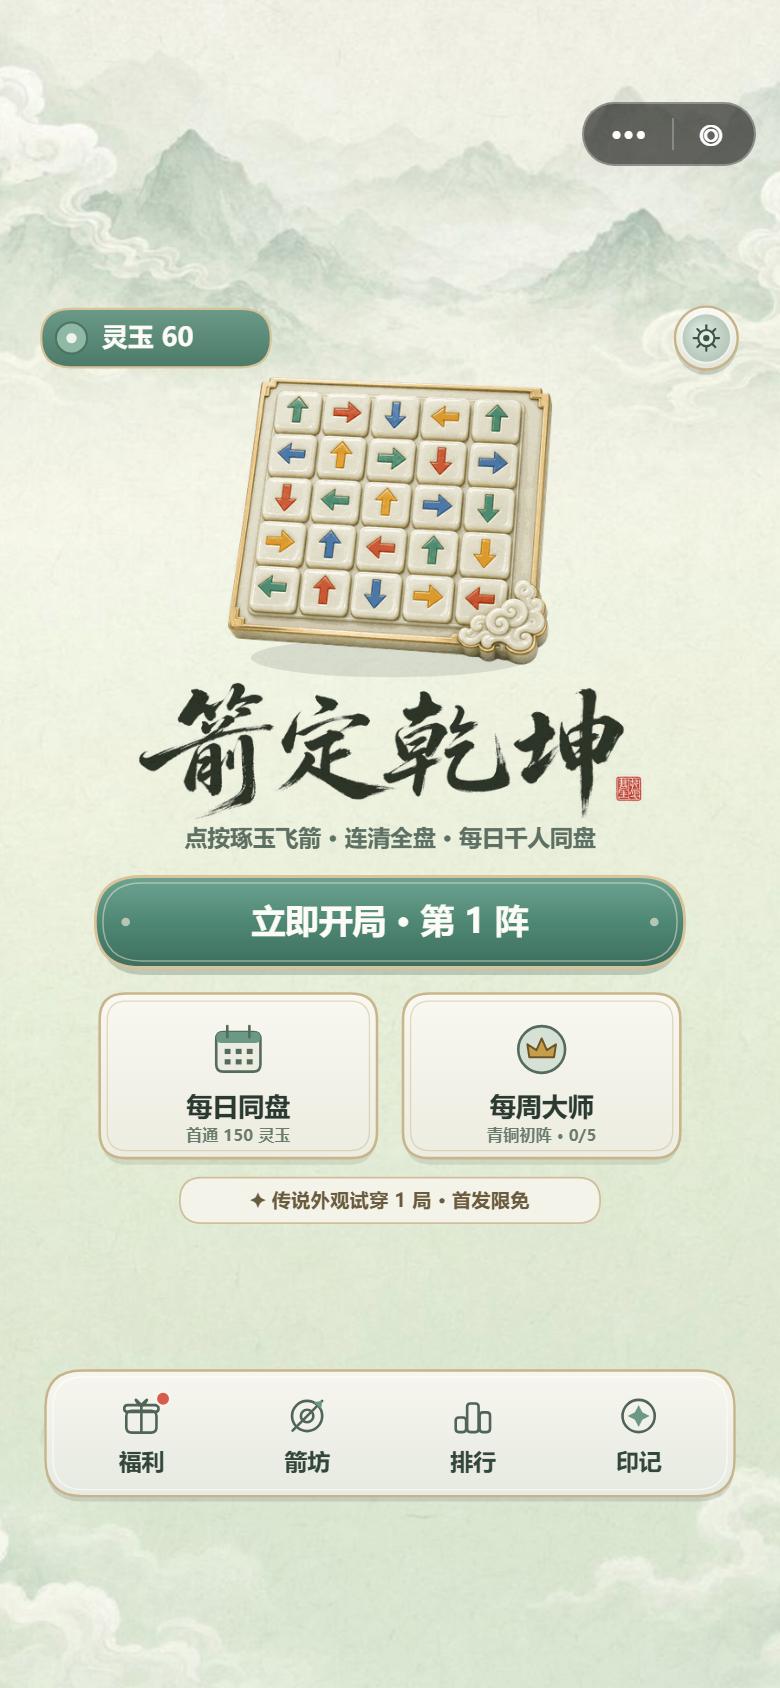 灵玉 60
箭定乾坤
点按琢玉飞箭・连清全盘・每日千人同盘
立即开局・第 1 阵
每日同盘
首通 150 灵玉
每周大师
青铜初阵・0/5
✦ 传说外观试穿 1 局・首发限免
福利
箭坊
排行
印记